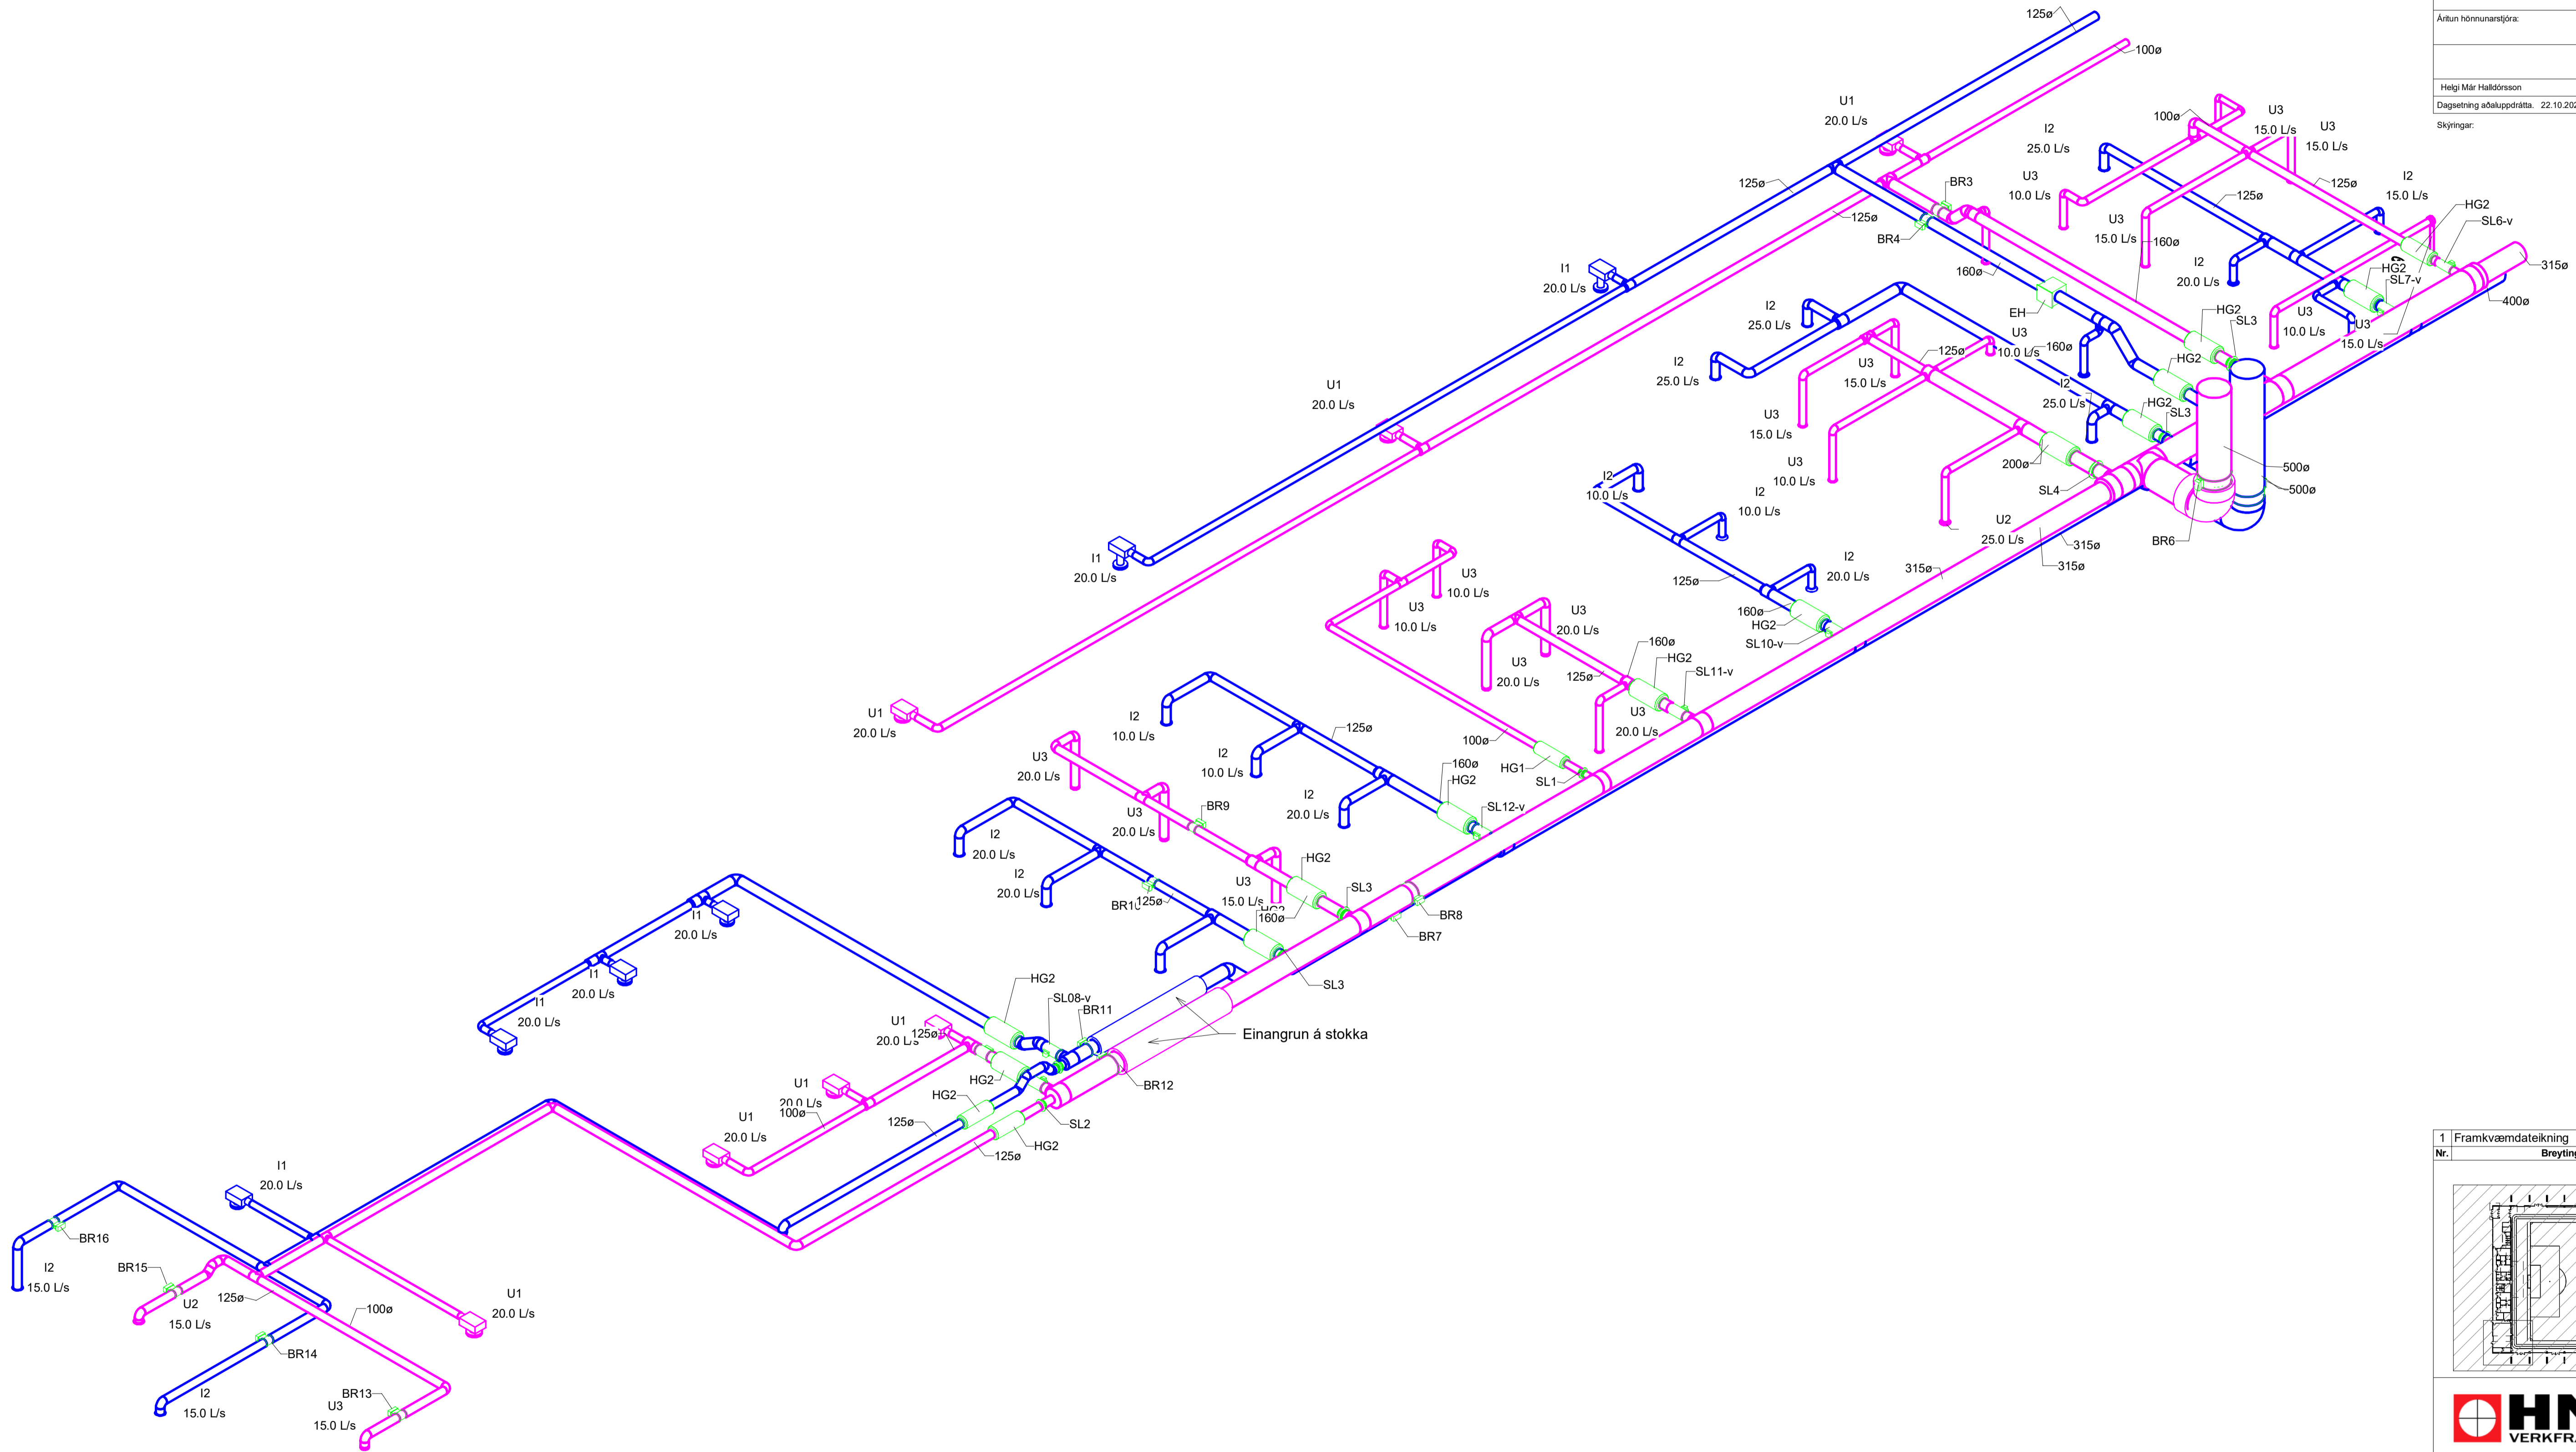 125ø
100ø
U1
20.0 L/s
125ø
125ø
BR3
BR4
160ø
EH
160ø
100ø
U3
15.0 L/s
U3
15.0 L/s
I2
25.0 L/s
U3
10.0 L/s
125ø
125ø
I2
15.0 L/s
HG2
SL6-v
U3
15.0 L/s
I2
20.0 L/s
HG2
SL7-v
315ø
400ø
U3
10.0 L/s
U3
15.0 L/s
HG2
SL3
HG2
I1
20.0 L/s
I2
25.0 L/s
I2
25.0 L/s
U3
10.0 L/s
160ø
125ø
U3
15.0 L/s
I2
25.0 L/s
HG2
SL3
U3
15.0 L/s
U3
10.0 L/s
200ø
SL4
500ø
500ø
BR6
U1
20.0 L/s
I2
10.0 L/s
I2
10.0 L/s
I2
20.0 L/s
125ø
160ø
HG2
SL10-v
U2
25.0 L/s
315ø
315ø
315ø
I1
20.0 L/s
U3
10.0 L/s
U3
10.0 L/s
U3
20.0 L/s
U3
20.0 L/s
160ø
HG2
SL11-v
125ø
U3
20.0 L/s
100ø
HG1
SL1
U1
20.0 L/s
I2
10.0 L/s
I2
10.0 L/s
125ø
160ø
HG2
SL12-v
I2
20.0 L/s
U3
20.0 L/s
U3
20.0 L/s
BR9
HG2
SL3
U3
15.0 L/s
160ø
BR8
BR7
I2
20.0 L/s
I2
20.0 L/s
125ø
SL3
I1
20.0 L/s
I1
20.0 L/s
I1
20.0 L/s
HG2
SL08-v
BR11
Einangrun á stokka
U1
20.0 L/s
125ø
HG2
BR12
U1
20.0 L/s
100ø
U1
20.0 L/s
HG2
SL2
125ø
HG2
125ø
I1
20.0 L/s
BR16
I2
15.0 L/s
BR15
U2
15.0 L/s
125ø
100ø
U1
20.0 L/s
BR14
I2
15.0 L/s
BR13
U3
15.0 L/s
Áritun hönnunarstjóra:
Helgi Már Halldórsson
Dagsetning aðaluppdrátta. 22.10.202
Skýringar:
1 Framkvæmdateikning
Nr. Breyting
HN
VERKFR